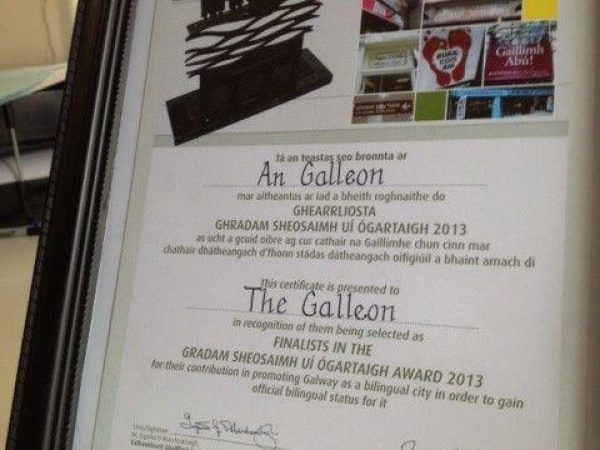 Gaillimh
Abú!
Tá an teastas seo bronnta ar
An Galleon
mar aitheantas ar iad a bheith roghnaithe do
GHEARRLIOSTA
GHRADAM SHEOSAIMH UÍ ÓGARTAIGH 2013
as ucht a gcuid oibre ag cur cathair na Gaillimhe chun cinn mar
chathair dhátheangach d'fhonn stádas dátheangach oifigiúil a bhaint amach di
This certificate is presented to
The Galleon
in recognition of them being selected as
FINALISTS IN THE
GRADAM SHEOSAIMH UÍ ÓGARTAIGH AWARD 2013
for their contribution in promoting Galway as a bilingual city in order to gain
official bilingual status for it